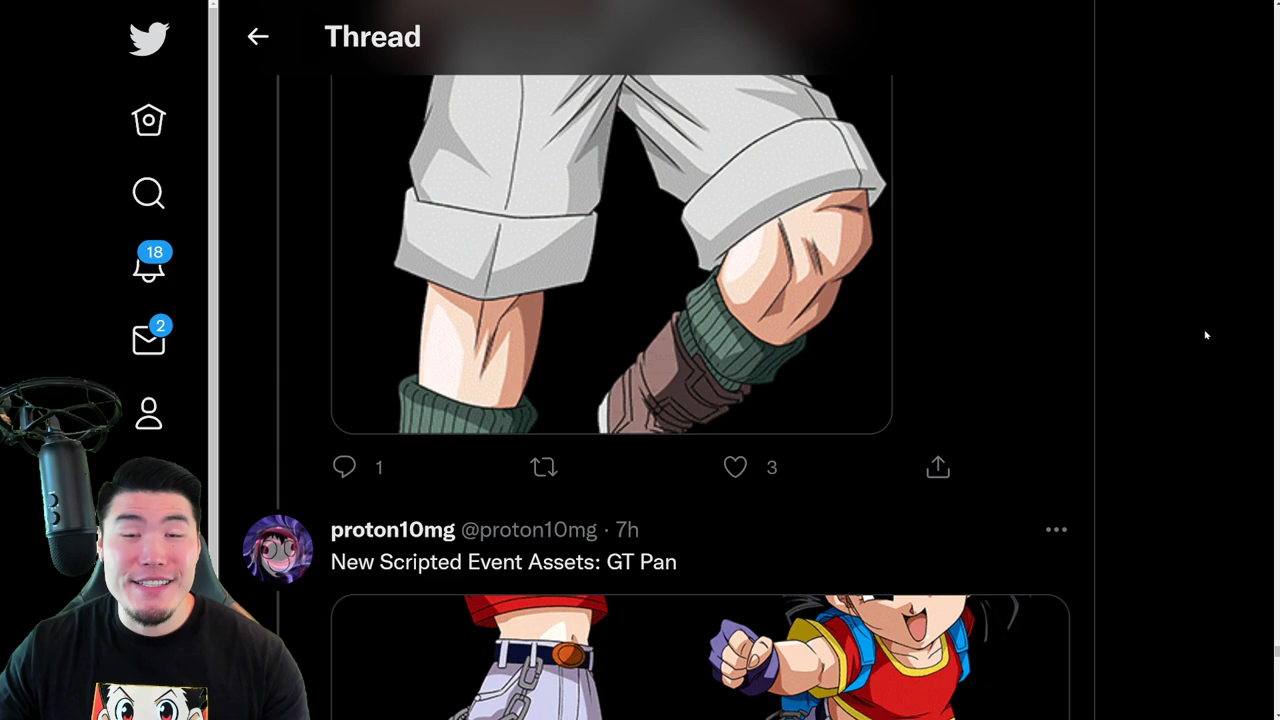 Thread
18
2
1
3
proton10mg @proton10mg · 7h
New Scripted Event Assets: GT Pan